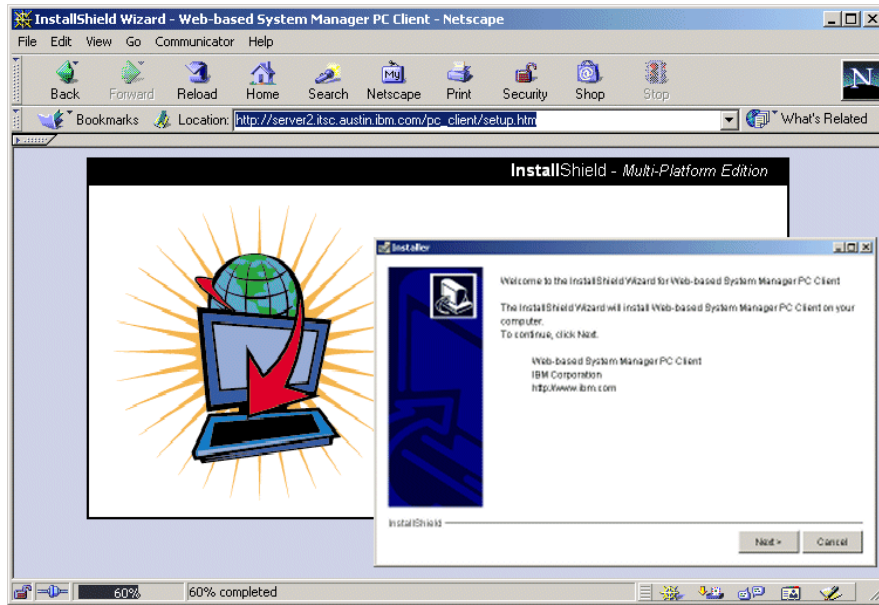 InstallShield Wizard - Web-based System Manager PC Client - Netscape
File Edit View Go Communicator Help
My
N
Back Forward Reload Home Search Netscape Print Security Shop Stop
Bookmarks Location: http://server2.itsc.austin.ibm.com/pc_client/setup.htm What's Related
InstallShield - Multi-Platform Edition
Installer
Welcome to the InstallShield Wizard for Web-based System Manager PC Client
The InstallShield Wizard will install Web-based System Manager PC Client on your
computer.
To continue, click Next.
Web-based System Manager PC Client
IBM Corporation
http://www.ibm.com
InstallShield
Next > Cancel
60% 60% completed